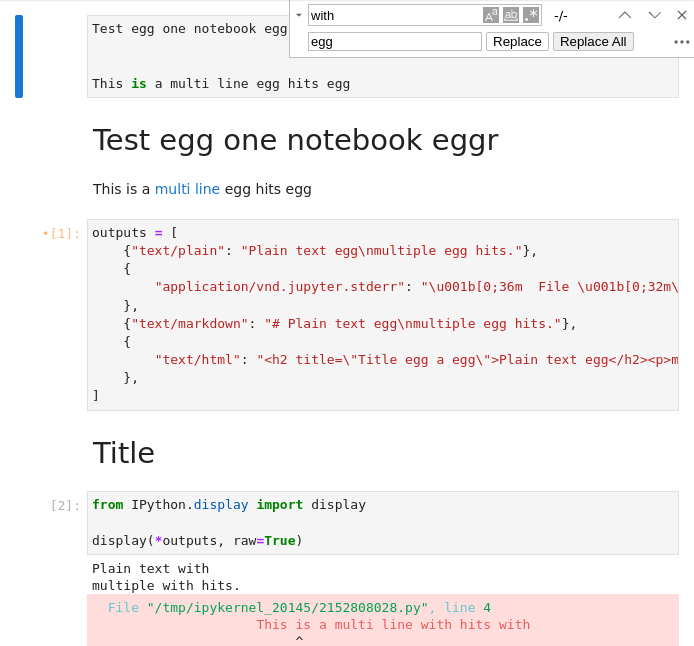 with
Aa
ab
.*
-/-
egg
Replace
Replace All
Test egg one notebook egg
This is a multi line egg hits egg
Test egg one notebook eggr
This is a multi line egg hits egg
•[1]:
outputs = [
{"text/plain": "Plain text egg\nmultiple egg hits."},
{
"application/vnd.jupyter.stderr": "\u001b[0;36m  File \u001b[0;32m\
},
{"text/markdown": "# Plain text egg\nmultiple egg hits."},
{
"text/html": "<h2 title=\"Title egg a egg\">Plain text egg</h2><p>m
},
]
Title
[2]:
from IPython.display import display
display(*outputs, raw=True)
Plain text with
multiple with hits.
File "/tmp/ipykernel_20145/2152808028.py", line 4
This is a multi line with hits with
^